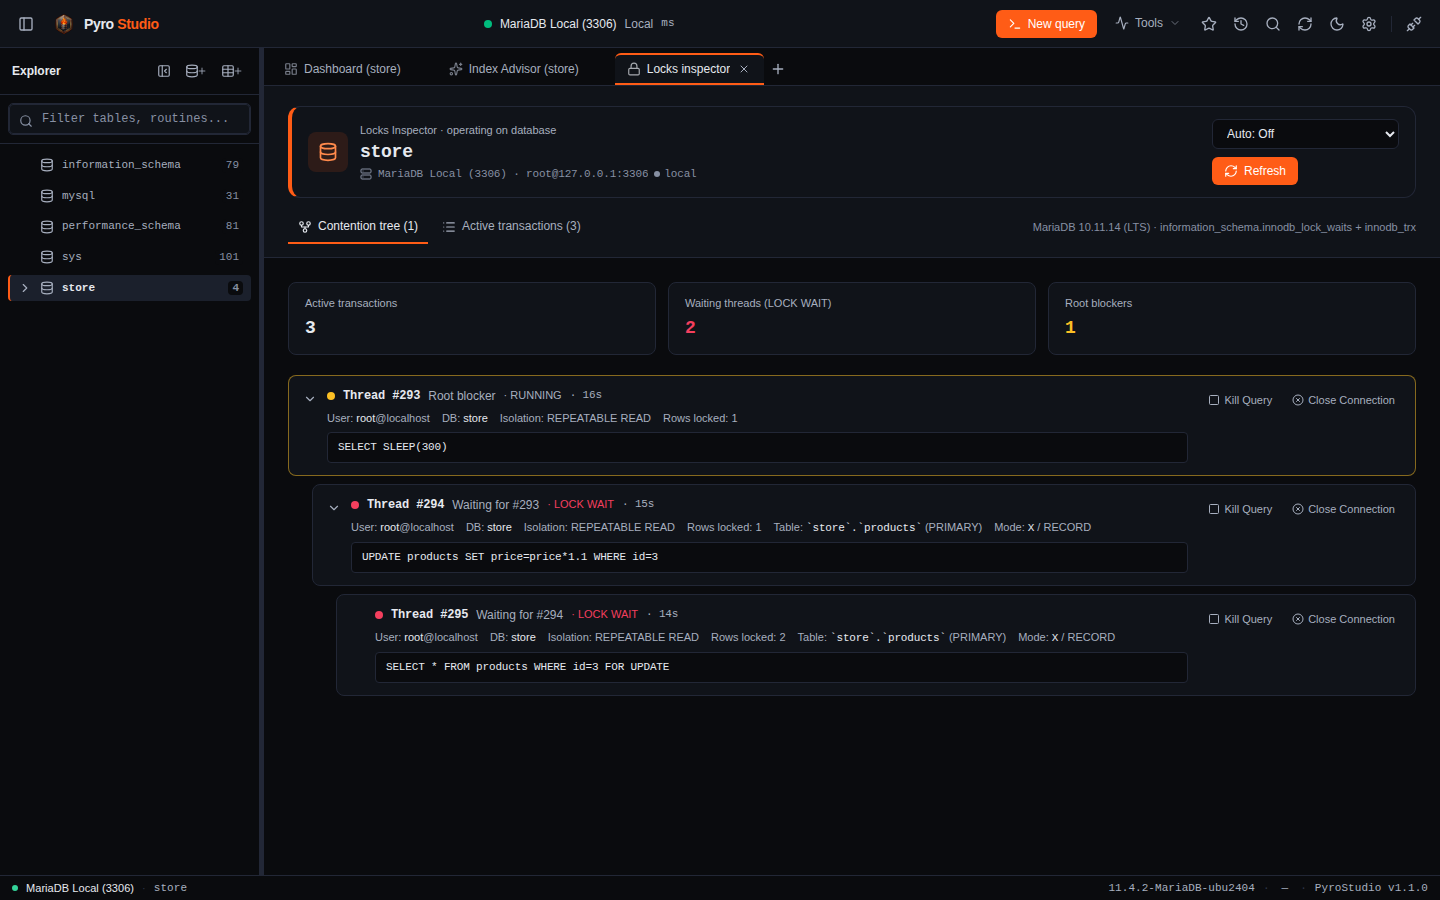 Pyro Studio
MariaDB Local (3306) Local ms
New query
Tools
Explorer
Dashboard (store)
Index Advisor (store)
Locks inspector
Filter tables, routines...
information_schema 79
mysql 31
performance_schema 81
sys 101
store 4
Locks Inspector · operating on database
store
MariaDB Local (3306) · root@127.0.0.1:3306 local
Auto: Off
Refresh
Contention tree (1)
Active transactions (3)
MariaDB 10.11.14 (LTS) · information_schema.innodb_lock_waits + innodb_trx
Active transactions
3
Waiting threads (LOCK WAIT)
2
Root blockers
1
Thread #293 Root blocker · RUNNING · 16s
Kill Query Close Connection
User: root@localhost DB: store Isolation: REPEATABLE READ Rows locked: 1
SELECT SLEEP(300)
Thread #294 Waiting for #293 · LOCK WAIT · 15s
Kill Query Close Connection
User: root@localhost DB: store Isolation: REPEATABLE READ Rows locked: 1 Table: `store`.`products` (PRIMARY) Mode: X / RECORD
UPDATE products SET price=price*1.1 WHERE id=3
Thread #295 Waiting for #294 · LOCK WAIT · 14s
Kill Query Close Connection
User: root@localhost DB: store Isolation: REPEATABLE READ Rows locked: 2 Table: `store`.`products` (PRIMARY) Mode: X / RECORD
SELECT * FROM products WHERE id=3 FOR UPDATE
MariaDB Local (3306) · store
11.4.2-MariaDB-ubu2404 · — · PyroStudio v1.1.0